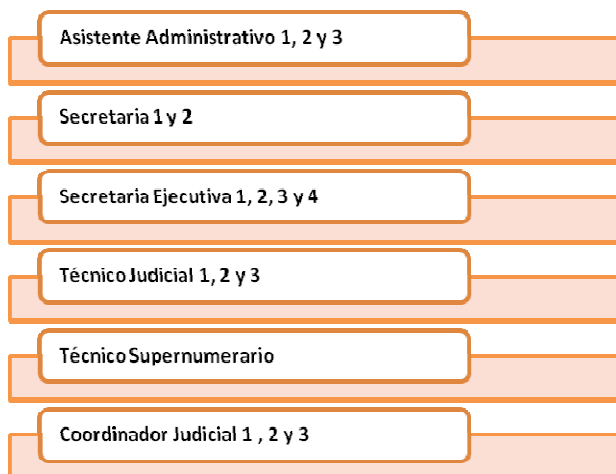 Asistente Administrativo 1, 2 y 3
Secretaria 1 y 2
Secretaria Ejecutiva 1, 2, 3 y 4
Técnico Judicial 1, 2 y 3
Técnico Supernumerario
Coordinador Judicial 1 , 2 y 3